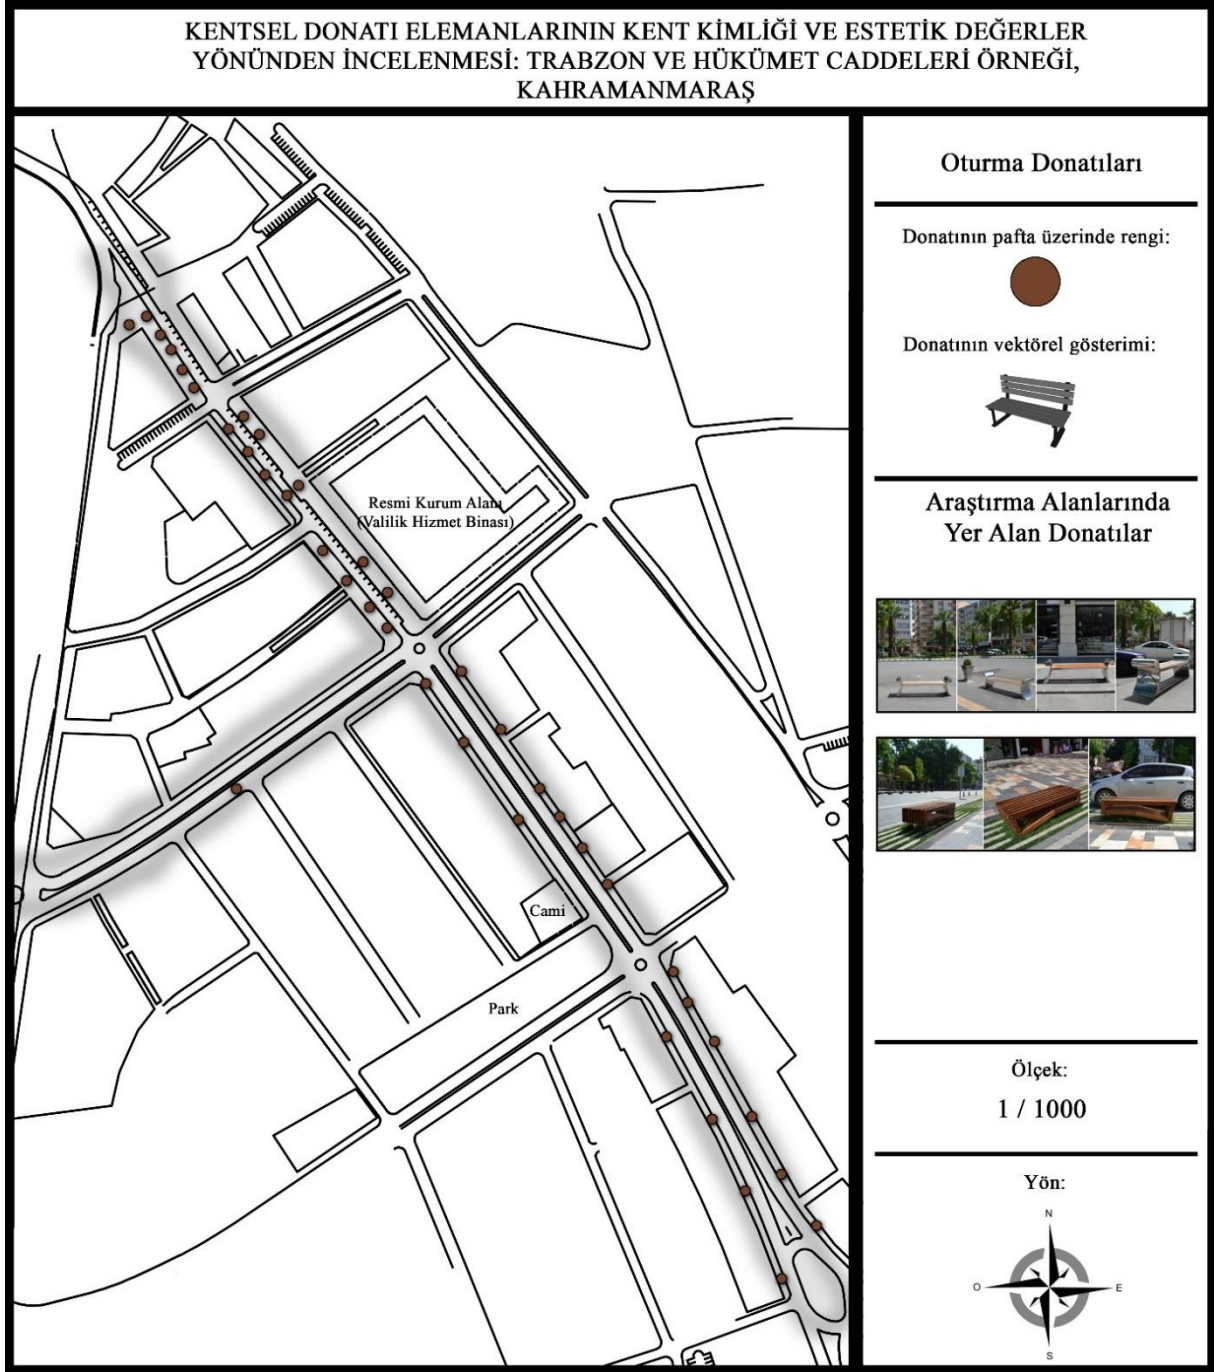 KENTSEL DONATI ELEMANLARININ KENT KİMLİĞİ VE ESTETİK DEĞERLER
YÖNÜNDEN İNCELENMESİ: TRABZON VE HÜKÜMET CADDELERİ ÖRNEĞİ,
KAHRAMANMARAŞ
Resmi Kurum Alanı
(Valilik Hizmet Binası)
Cami
Park
Oturma Donatıları
Donatının pafta üzerinde rengi:
Donatının vektörel gösterimi:
Araştırma Alanlarında
Yer Alan Donatılar
Ölçek:
1 / 1000
Yön:
N
O
E
S